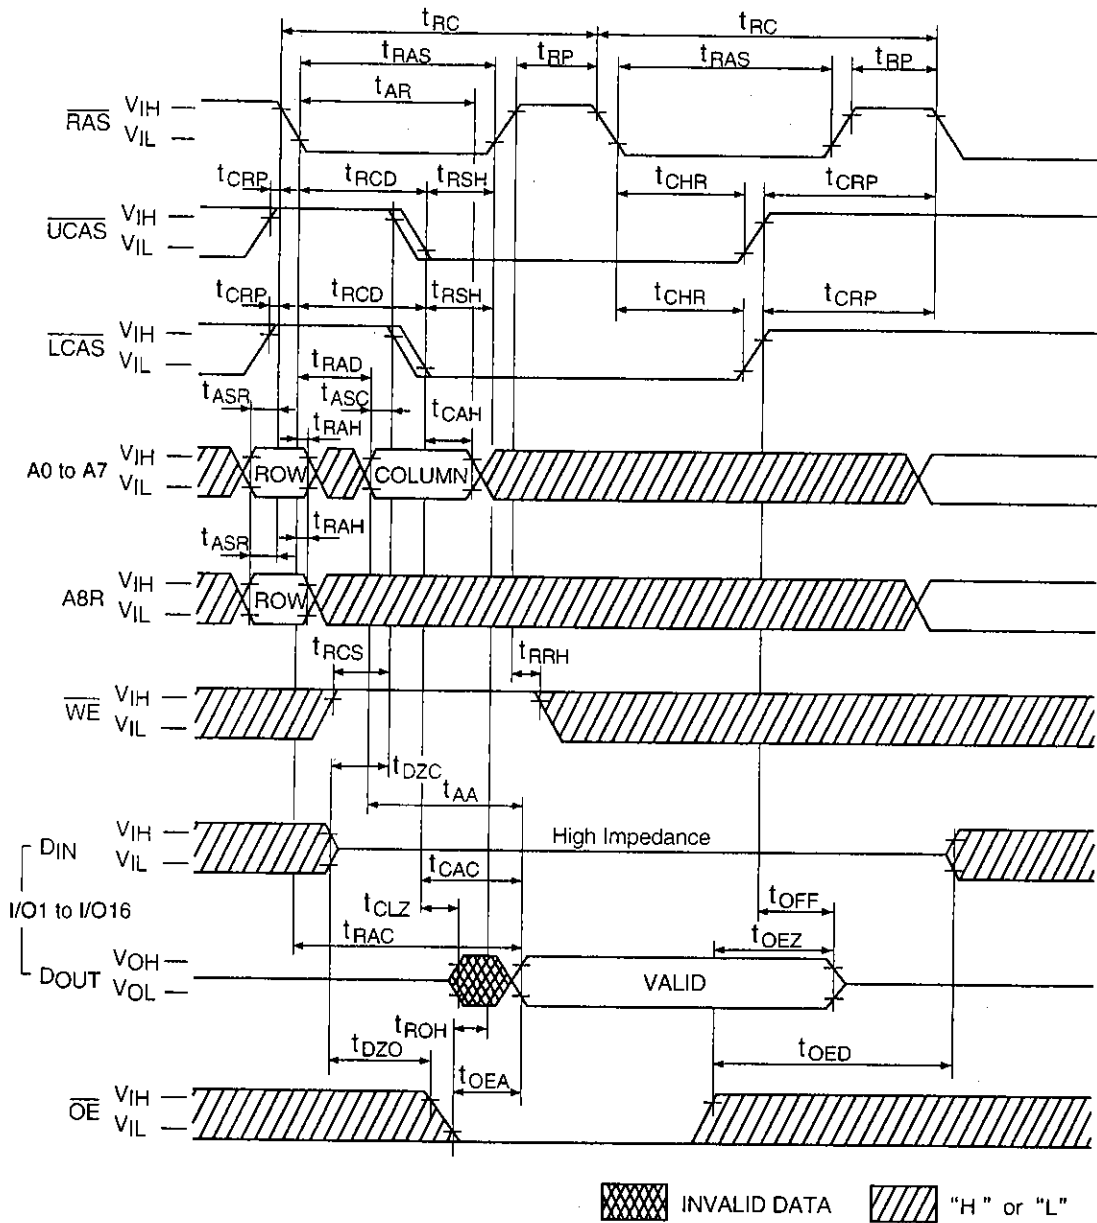 tRC tRC
tRAS tRP tRAS tRP
tAR
RAS VIH
VIL
tCRP tRCD tRSH tCHR tCRP
UCAS VIH
VIL
tCRP tRCD tRSH tCHR tCRP
LCAS VIH
VIL
tRAD
tASR tASC tCAH
tRAH
A0 to A7 VIH
VIL
ROW COLUMN
tRAH
tASR
A8R VIH
VIL
ROW
tRCS tRRH
WE VIH
VIL
tDZC
tAA
DIN VIH
VIL
High Impedance
tCAC
I/O1 to I/O16
tCLZ tOFF
tRAC tOEZ
DOUT VOH
VOL
VALID
tROH
tDZO tOED
tOEA
OE VIH
VIL
INVALID DATA "H" or "L"